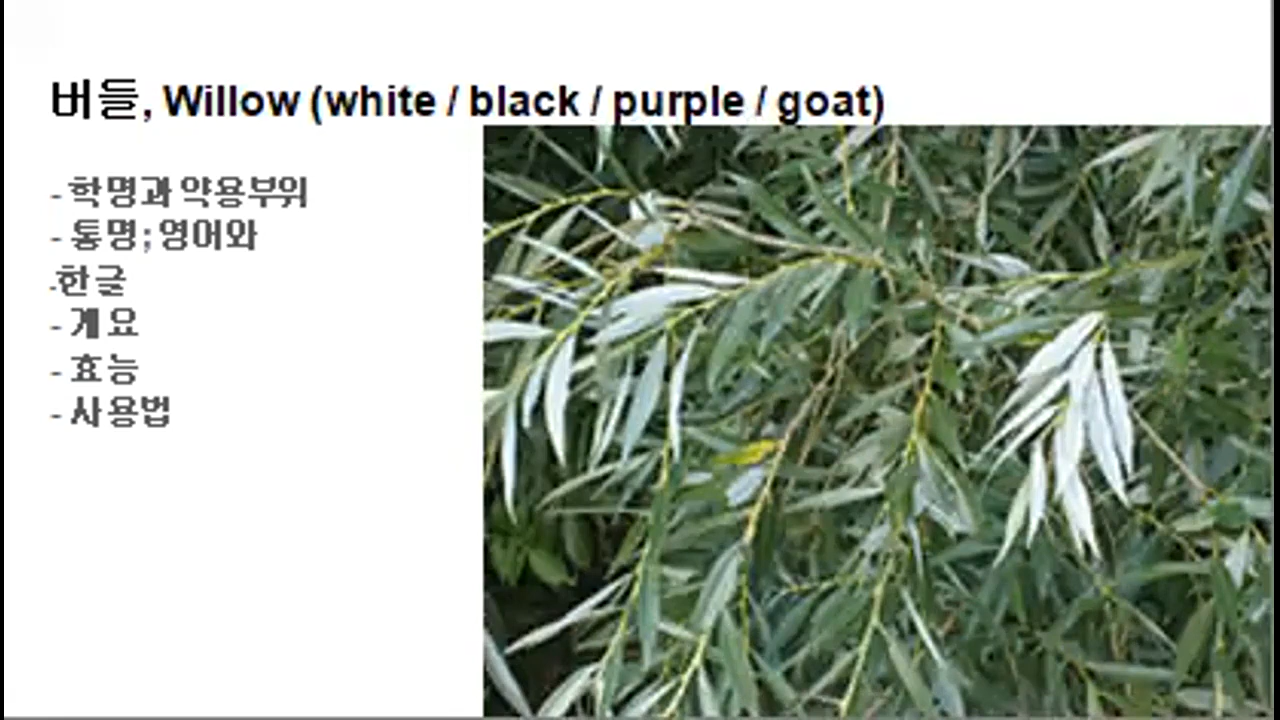 버들, Willow (white / black / purple / goat)
- 학명과 약용부위
- 통명; 영어와
-한글
- 계요
- 효능
- 사용법